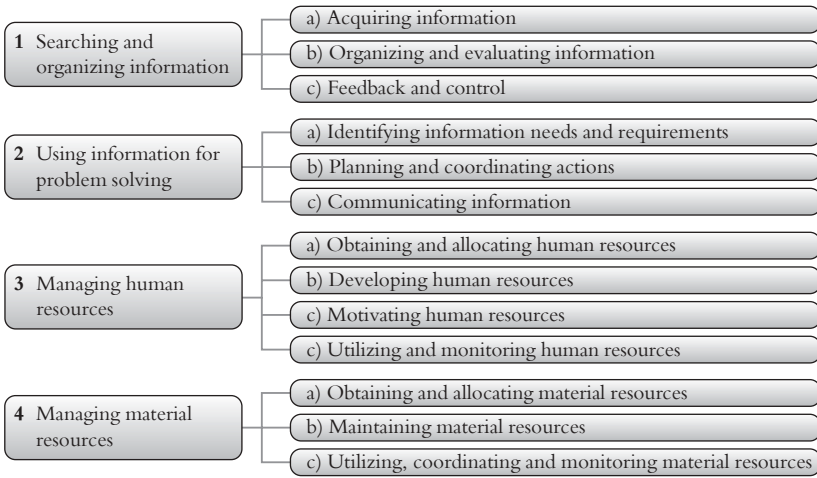 1 Searching and
organizing information
a) Acquiring information
b) Organizing and evaluating information
c) Feedback and control
2 Using information for
problem solving
a) Identifying information needs and requirements
b) Planning and coordinating actions
c) Communicating information
3 Managing human
resources
a) Obtaining and allocating human resources
b) Developing human resources
c) Motivating human resources
c) Utilizing and monitoring human resources
4 Managing material
resources
a) Obtaining and allocating material resources
b) Maintaining material resources
c) Utilizing, coordinating and monitoring material resources